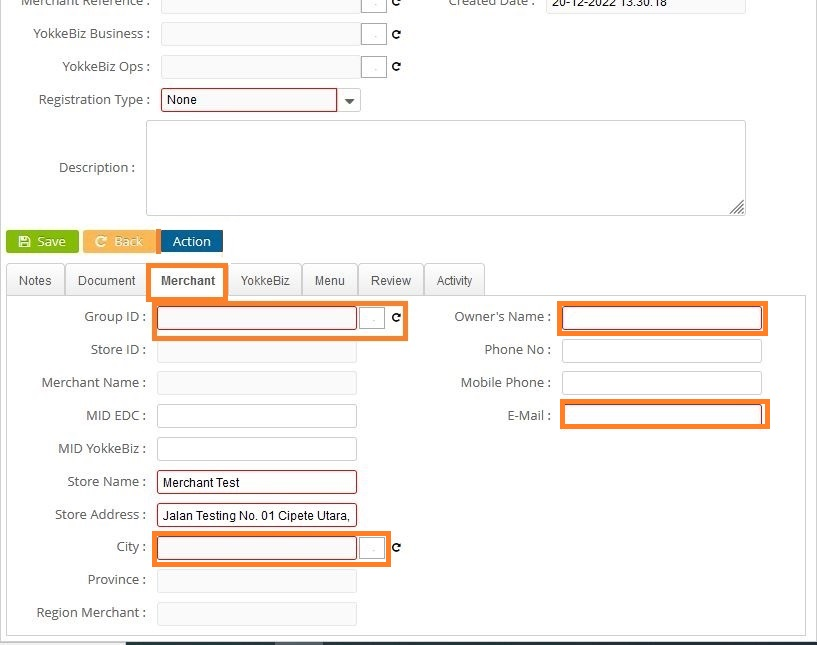 Merchant Reference :
Created Date : 20-12-2022 13:30:18
YokkeBiz Business :
YokkeBiz Ops :
Registration Type : None
Description :
Save Back Action
Notes Document Merchant YokkeBiz Menu Review Activity
Group ID : Owner's Name :
Store ID : Phone No :
Merchant Name : Mobile Phone :
MID EDC : E-Mail :
MID YokkeBiz :
Store Name : Merchant Test
Store Address : Jalan Testing No. 01 Cipete Utara,
City :
Province :
Region Merchant :